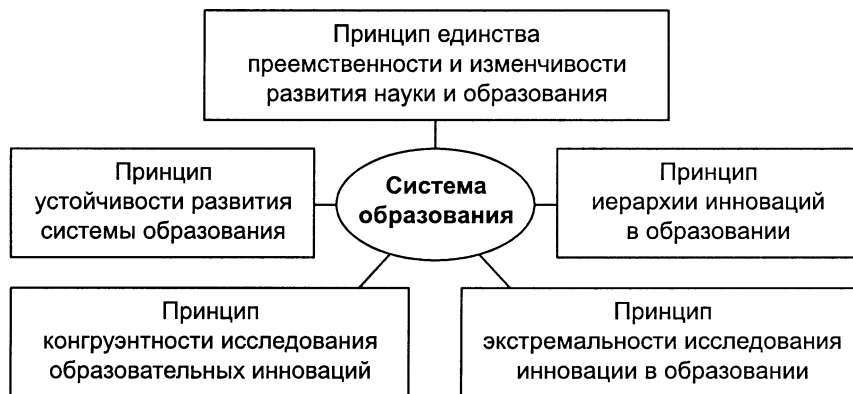 Принцип единства
преемственности и изменчивости
развития науки и образования
Принцип
устойчивости развития
системы образования
Система
образования
Принцип
иерархии инноваций
в образовании
Принцип
конгруэнтности исследования
образовательных инноваций
Принцип
экстремальности исследования
инновации в образовании